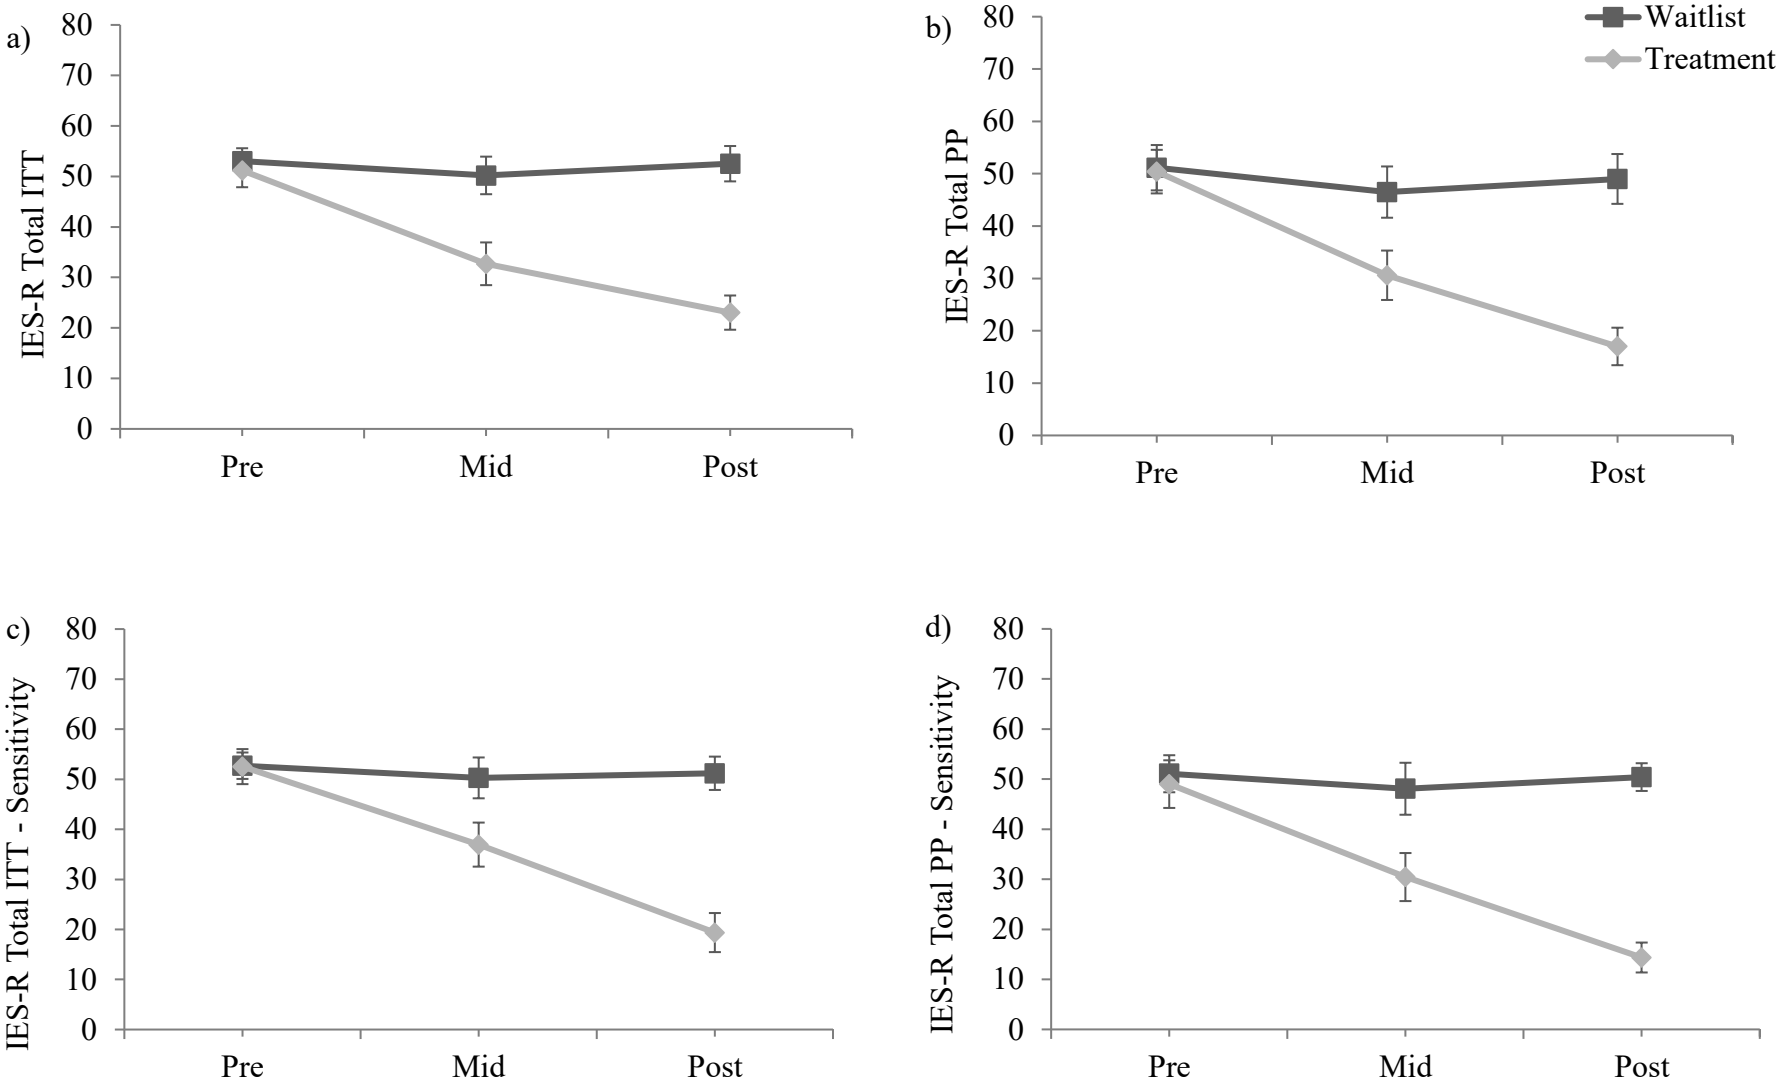 a)
IES-R Total ITT
80
70
60
50
40
30
20
10
0
Pre Mid Post
b)
IES-R Total PP
80
70
60
50
40
30
20
10
0
Pre Mid Post
Waitlist
Treatment
c)
IES-R Total ITT - Sensitivity
80
70
60
50
40
30
20
10
0
Pre Mid Post
d)
IES-R Total PP - Sensitivity
80
70
60
50
40
30
20
10
0
Pre Mid Post